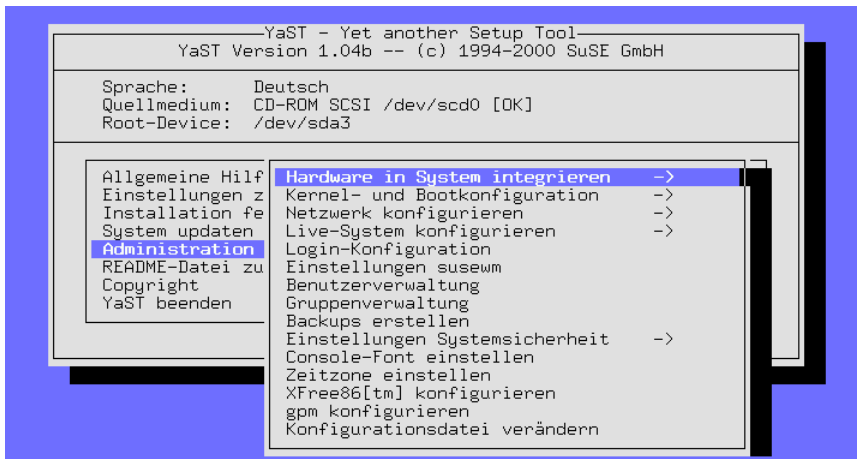 YaST - Yet another Setup Tool
YaST Version 1.04b -- (c) 1994-2000 SuSE GmbH
Sprache: Deutsch
Quellmedium: CD-ROM SCSI /dev/scd0 [OK]
Root-Device: /dev/sda3
Allgemeine Hilf
Einstellungen z
Installation fe
System updaten
Administration
README-Datei zu
Copyright
YaST beenden
Hardware in System integrieren ->
Kernel- und Bootkonfiguration ->
Netzwerk konfigurieren ->
Live-System konfigurieren ->
Login-Konfiguration
Einstellungen susewm
Benutzerverwaltung
Gruppenverwaltung
Backups erstellen
Einstellungen Systemsicherheit ->
Console-Font einstellen
Zeitzone einstellen
XFree86[tm] konfigurieren
gpm konfigurieren
Konfigurationsdatei verändern